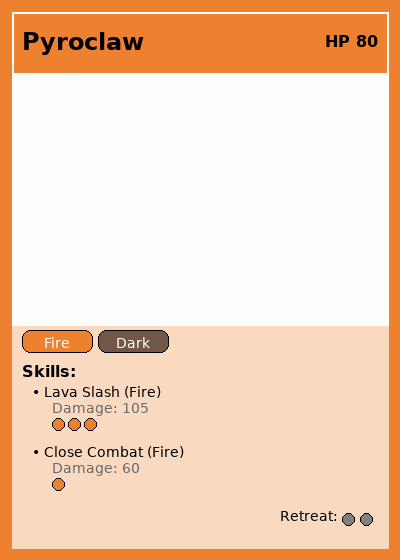 Pyroclaw HP 80
Fire Dark
Skills:
• Lava Slash (Fire)
Damage: 105
• Close Combat (Fire)
Damage: 60
Retreat: